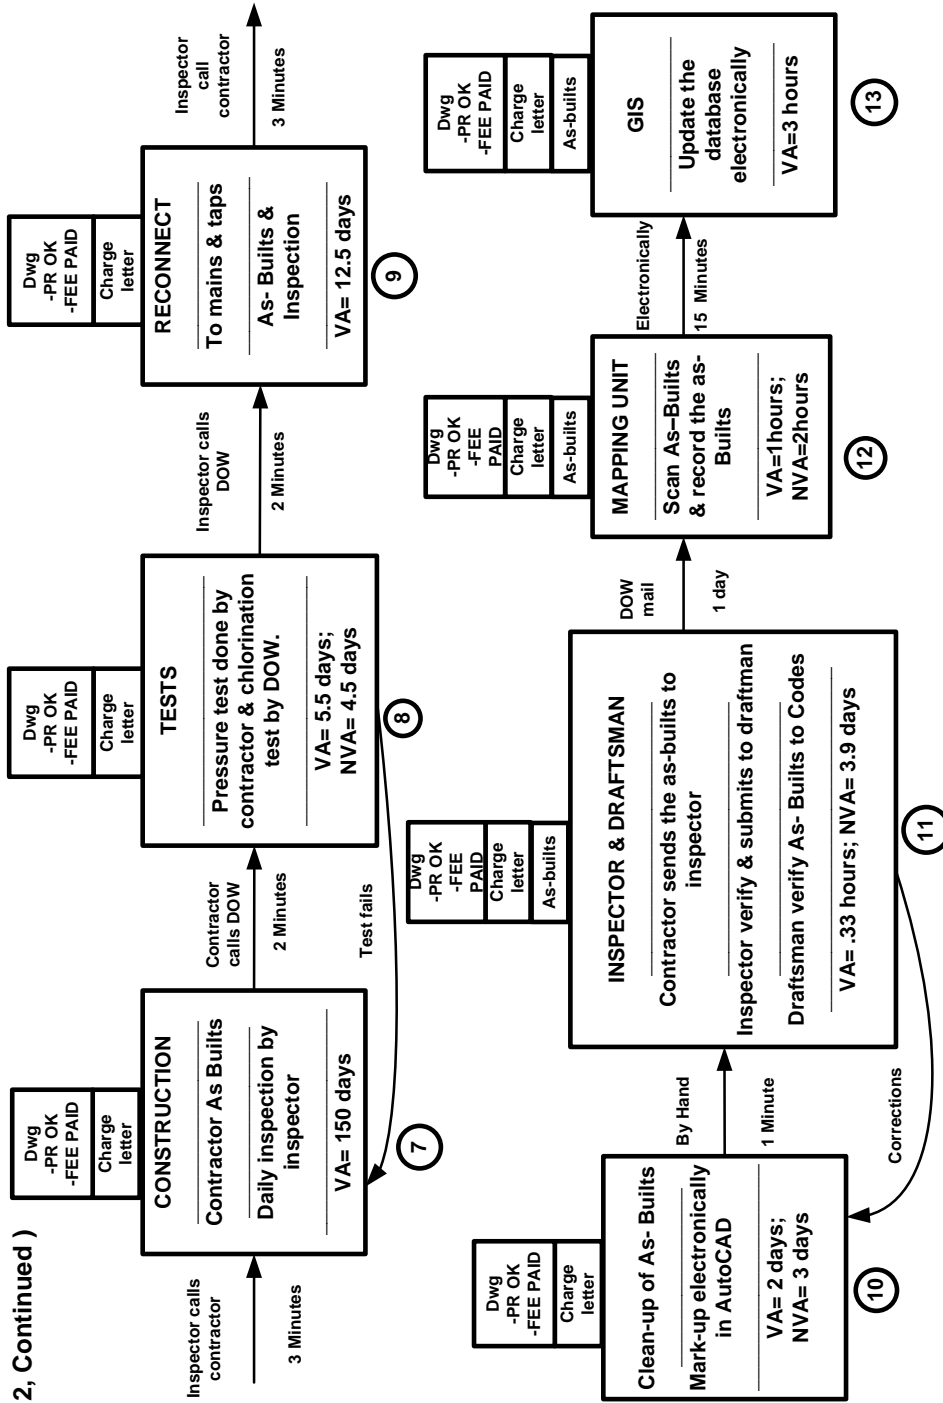 2, Continued )
Inspector calls
contractor
3 Minutes
Dwg
-PR OK
-FEE PAID
Charge
letter
CONSTRUCTION
Contractor As Builts
Daily inspection by
inspector
VA= 150 days
7
Contractor
calls DOW
2 Minutes
Test fails
Dwg
-PR OK
-FEE PAID
Charge
letter
TESTS
Pressure test done by
contractor & chlorination
test by DOW.
VA= 5.5 days;
NVA= 4.5 days
8
Inspector calls
DOW
2 Minutes
Dwg
-PR OK
-FEE PAID
Charge
letter
RECONNECT
To mains & taps
As- Builts &
Inspection
VA= 12.5 days
9
Inspector
call
contractor
3 Minutes
Dwg
-PR OK
-FEE PAID
Charge
letter
Clean-up of As- Builts
Mark-up electronically
in AutoCAD
VA= 2 days;
NVA= 3 days
10
By Hand
1 Minute
Corrections
Dwg
-PR OK
-FEE
PAID
Charge
letter
As-builts
INSPECTOR & DRAFTSMAN
Contractor sends the as-builts to
inspector
Inspector verify & submits to draftman
Draftsman verify As- Builts to Codes
VA= .33 hours; NVA= 3.9 days
11
DOW
mail
1 day
Dwg
-PR OK
-FEE
PAID
Charge
letter
As-builts
MAPPING UNIT
Scan As–Builts
& record the as-
Builts
VA=1hours;
NVA=2hours
12
Electronically
15 Minutes
Dwg
-PR OK
-FEE PAID
Charge
letter
As-builts
GIS
Update the
database
electronically
VA=3 hours
13